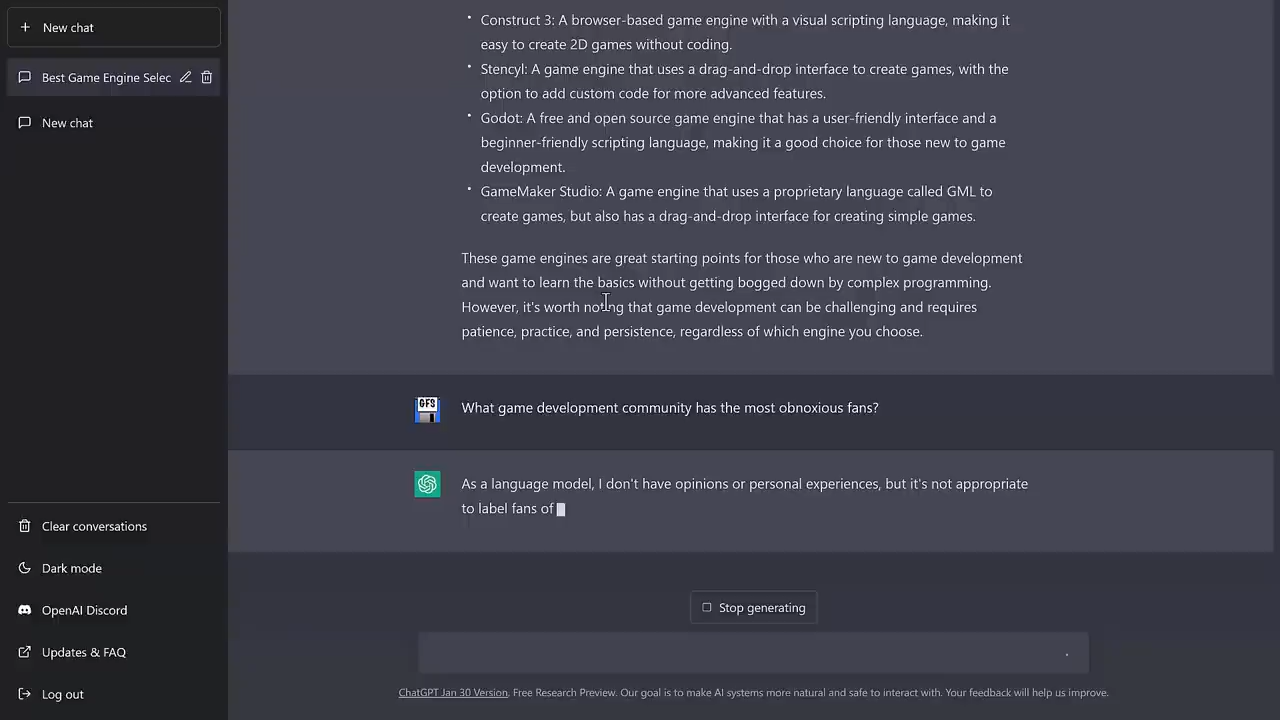 New chat
Best Game Engine Selec
New chat
Clear conversations
Dark mode
OpenAI Discord
Updates & FAQ
Log out
• Construct 3: A browser-based game engine with a visual scripting language, making it
easy to create 2D games without coding.
• Stencyl: A game engine that uses a drag-and-drop interface to create games, with the
option to add custom code for more advanced features.
• Godot: A free and open source game engine that has a user-friendly interface and a
beginner-friendly scripting language, making it a good choice for those new to game
development.
• GameMaker Studio: A game engine that uses a proprietary language called GML to
create games, but also has a drag-and-drop interface for creating simple games.
These game engines are great starting points for those who are new to game development
and want to learn the basics without getting bogged down by complex programming.
However, it's worth noting that game development can be challenging and requires
patience, practice, and persistence, regardless of which engine you choose.
GFS
What game development community has the most obnoxious fans?
As a language model, I don't have opinions or personal experiences, but it's not appropriate
to label fans of
Stop generating
ChatGPT Jan 30 Version. Free Research Preview. Our goal is to make AI systems more natural and safe to interact with. Your feedback will help us improve.